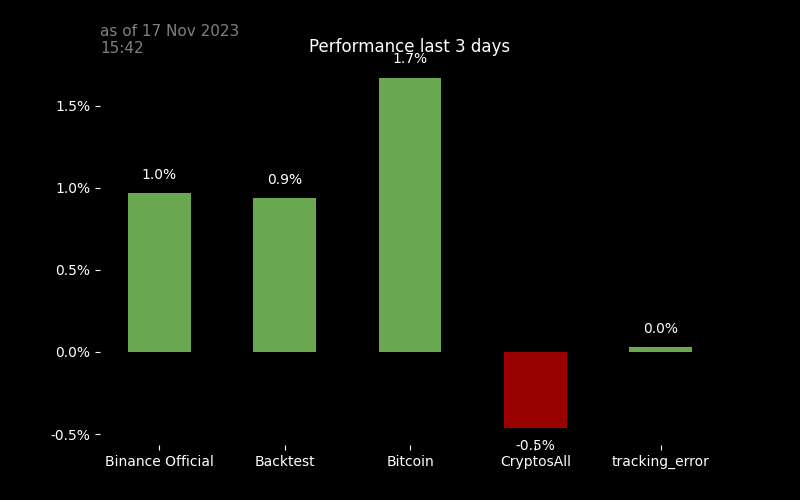 as of 17 Nov 2023
15:42
Performance last 3 days
1.7%
1.5%
1.0%
1.0%
0.9%
0.5%
0.0%
0.0%
-0.5%
-0.5%
Binance Official
Backtest
Bitcoin
CryptosAll
tracking_error